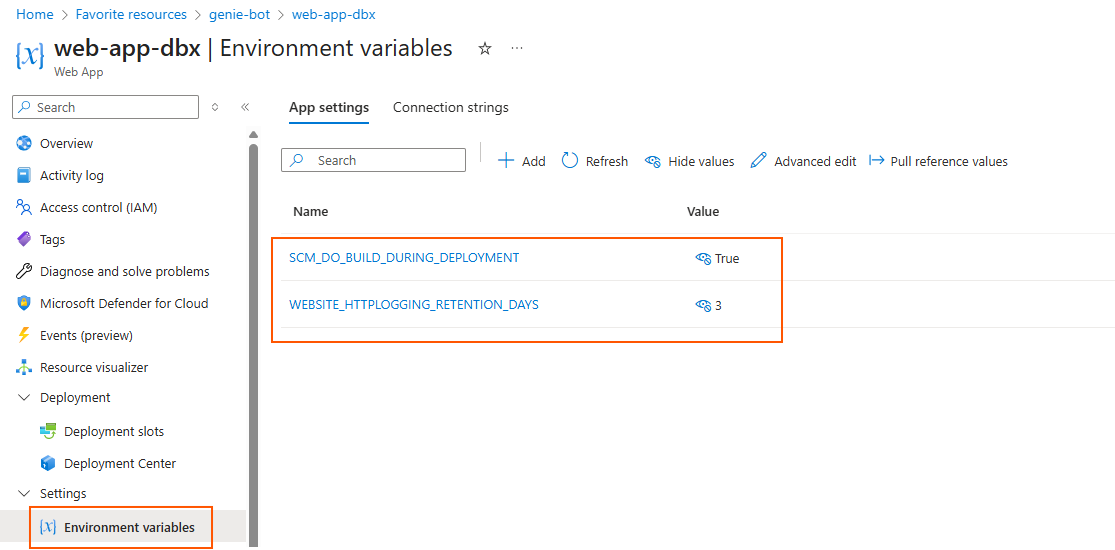 Home > Favorite resources > genie-bot > web-app-dbx
{x} web-app-dbx | Environment variables ☆ ...
Web App
Search
App settings Connection strings
Search Add Refresh Hide values Advanced edit Pull reference values
Name Value
SCM_DO_BUILD_DURING_DEPLOYMENT True
WEBSITE_HTTPLOGGING_RETENTION_DAYS 3
Overview
Activity log
Access control (IAM)
Tags
Diagnose and solve problems
Microsoft Defender for Cloud
Events (preview)
Resource visualizer
Deployment
Deployment slots
Deployment Center
Settings
{x} Environment variables